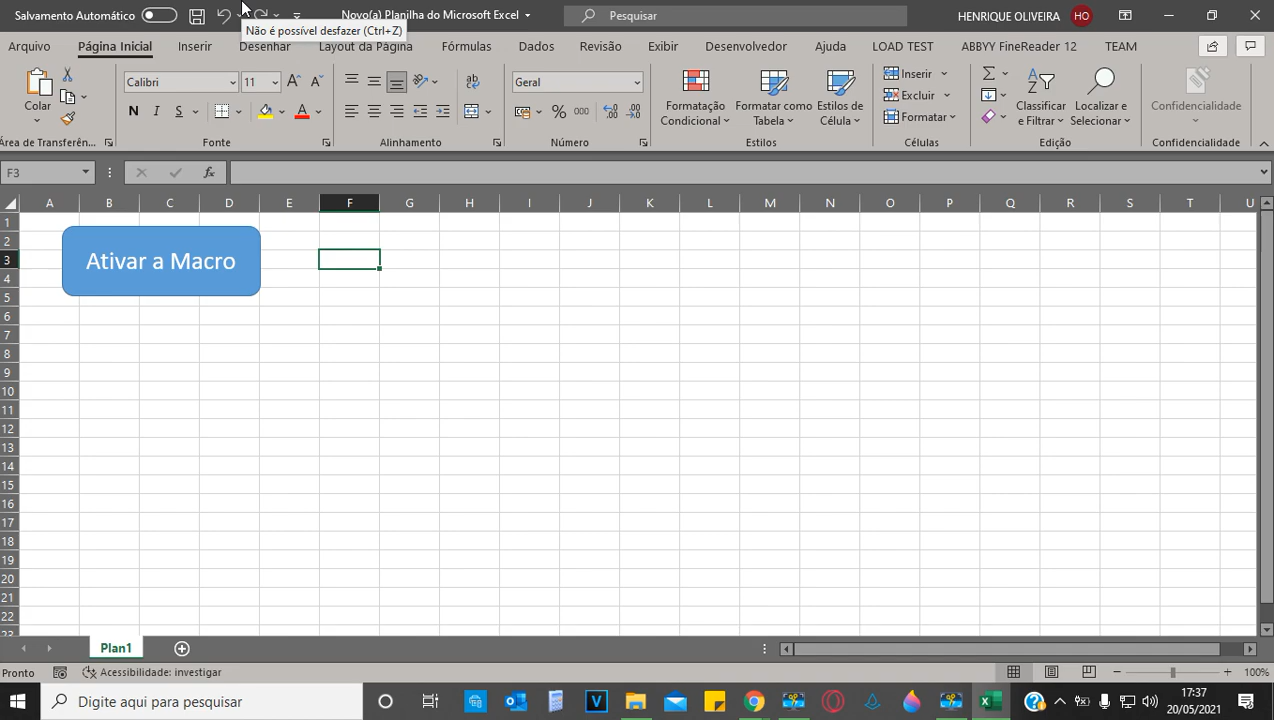 Salvamento Automático
Novo(a) Planilha do Microsoft Excel
Pesquisar
HENRIQUE OLIVEIRA
HO
Não é possível desfazer (Ctrl+Z)
Arquivo
Página Inicial
Inserir
Desenhar
Layout da Página
Fórmulas
Dados
Revisão
Exibir
Desenvolvedor
Ajuda
LOAD TEST
ABBYY FineReader 12
TEAM
Colar
Calibri
11
N I S
Geral
% 000
Formatação Condicional
Formatar como Tabela
Estilos de Célula
Inserir
Excluir
Formatar
Classificar e Filtrar
Localizar e Selecionar
Confidencialidade
Área de Transferên...
Fonte
Alinhamento
Número
Estilos
Células
Edição
Confidencialidade
F3
fx
A B C D E F G H I J K L M N O P Q R S T U
1
2
Ativar a Macro
3
4
5
6
7
8
9
10
11
12
13
14
15
16
17
18
19
20
21
22
23
Plan1
Pronto
Acessibilidade: investigar
100%
Digite aqui para pesquisar
17:37
20/05/2021